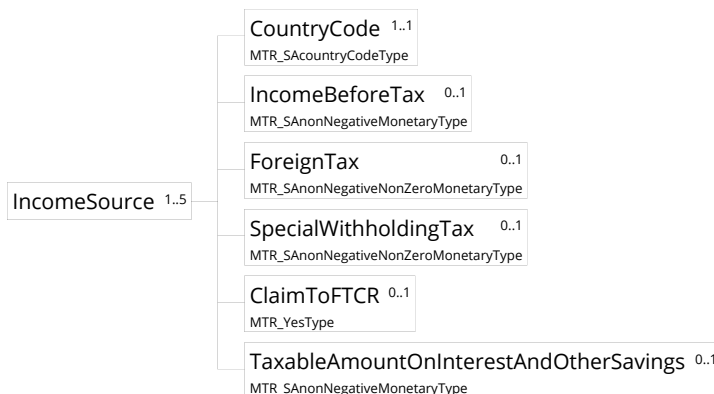 CountryCode 1..1
MTR_SAcountryCodeType
IncomeBeforeTax 0..1
MTR_SAnonNegativeMonetaryType
ForeignTax 0..1
MTR_SAnonNegativeNonZeroMonetaryType
IncomeSource 1..5
SpecialWithholdingTax 0..1
MTR_SAnonNegativeNonZeroMonetaryType
ClaimToFTCR 0..1
MTR_YesType
TaxableAmountOnInterestAndOtherSavings 0..1
MTR_SAnonNegativeMonetaryType